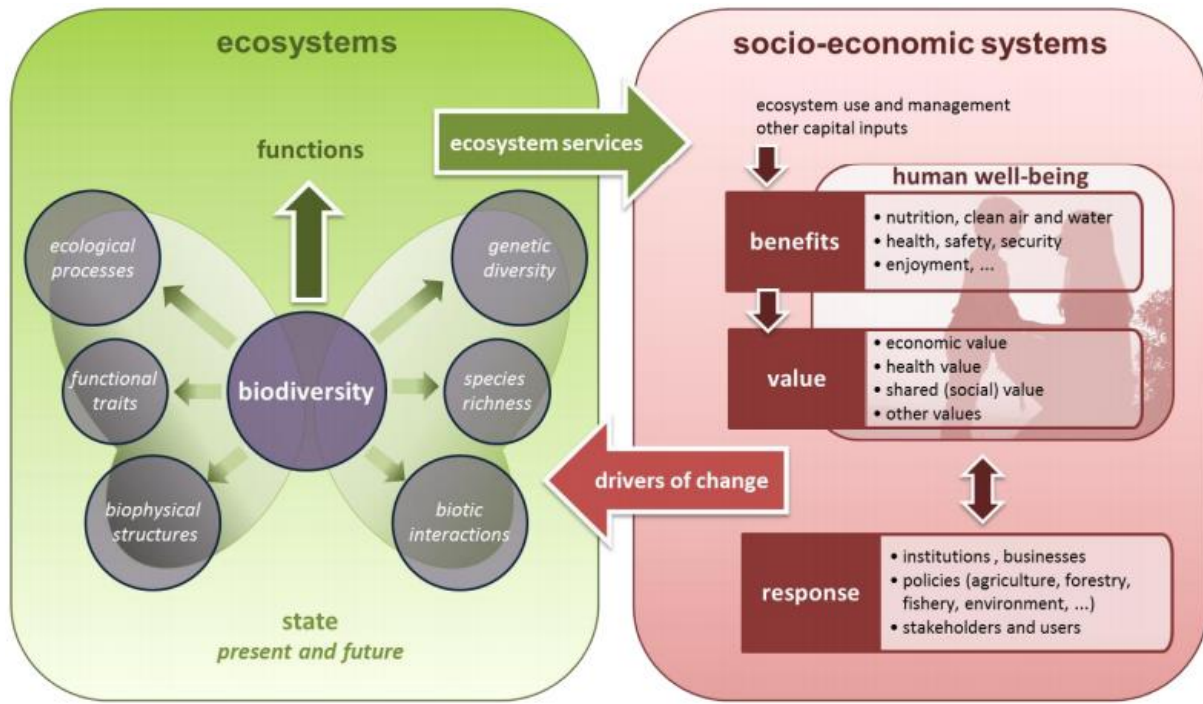 ecosystems
functions
ecological
processes
genetic
diversity
functional
traits
biodiversity
species
richness
biophysical
structures
biotic
interactions
state
present and future
ecosystem services
drivers of change
socio-economic systems
ecosystem use and management
other capital inputs
human well-being
benefits
• nutrition, clean air and water
• health, safety, security
• enjoyment, ...
value
• economic value
• health value
• shared (social) value
• other values
response
• institutions , businesses
• policies (agriculture, forestry,
fishery, environment, ...)
• stakeholders and users